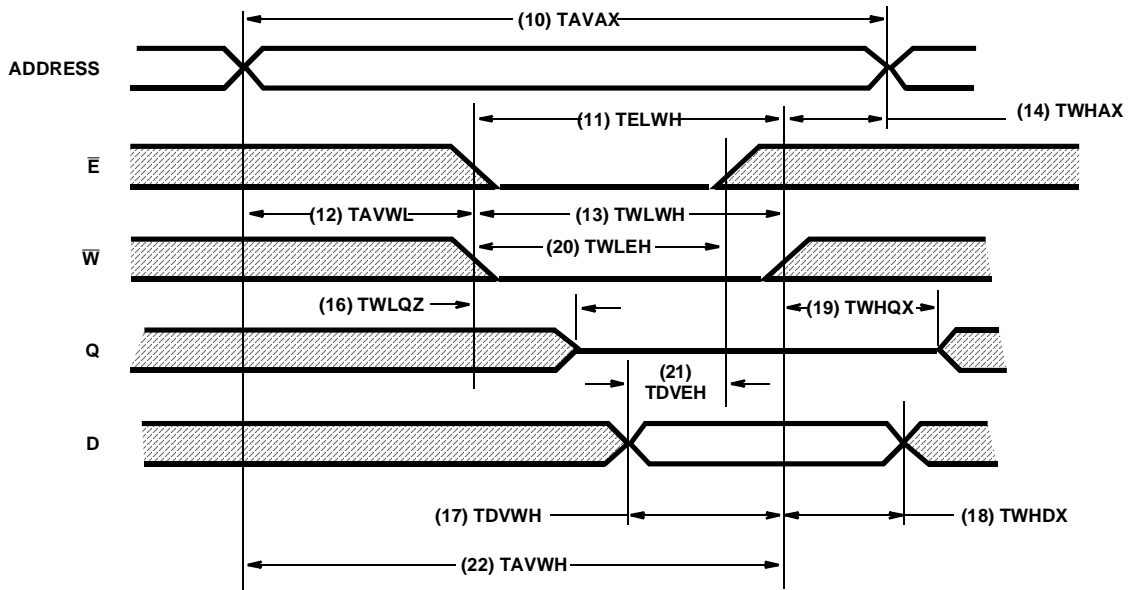 (10) TAVAX
ADDRESS
(11) TELWH
(14) TWHAX
E̅
(12) TAVWL
(13) TWLWH
W̅
(20) TWLEH
(16) TWLQZ
(19) TWHQX
Q
(21)
TDVEH
D
(17) TDVWH
(18) TWHDX
(22) TAVWH